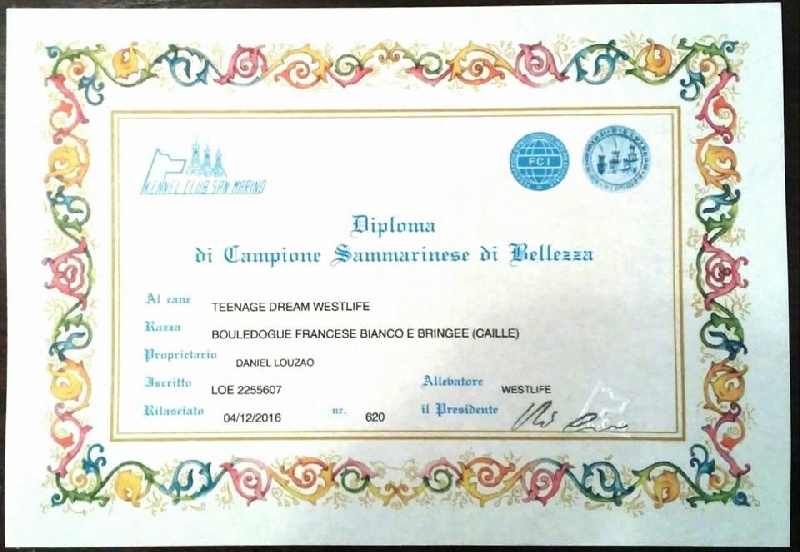 KENNEL CLUB SAN MARINO
FCI
Diploma
di Campione Sammarinese di Bellezza
Al cane TEENAGE DREAM WESTLIFE
Razza BOULEDOGUE FRANCESE BIANCO E BRINGEE (CAILLE)
Proprietario DANIEL LOUZAO
Iscritto LOE 2255607 Allevatore WESTLIFE
Rilasciato 04/12/2016 nr. 620 il Presidente